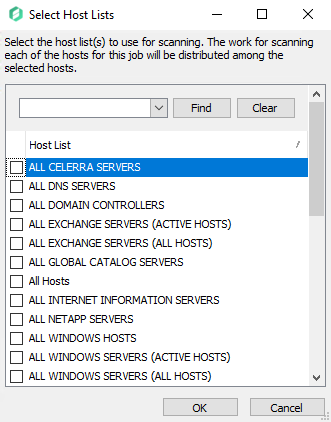 Select Host Lists
Select the host list(s) to use for scanning. The work for scanning
each of the hosts for this job will be distributed among the
selected hosts.
Find Clear
Host List
ALL CELERRA SERVERS
ALL DNS SERVERS
ALL DOMAIN CONTROLLERS
ALL EXCHANGE SERVERS (ACTIVE HOSTS)
ALL EXCHANGE SERVERS (ALL HOSTS)
ALL GLOBAL CATALOG SERVERS
All Hosts
ALL INTERNET INFORMATION SERVERS
ALL NETAPP SERVERS
ALL WINDOWS HOSTS
ALL WINDOWS SERVERS (ACTIVE HOSTS)
ALL WINDOWS SERVERS (ALL HOSTS)
OK Cancel